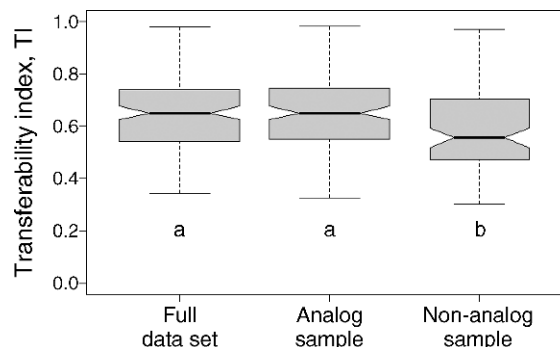 Transferability index, TI
1.0
0.8
0.6
0.4
0.2
0.0
a
a
b
Full
data set
Analog
sample
Non-analog
sample